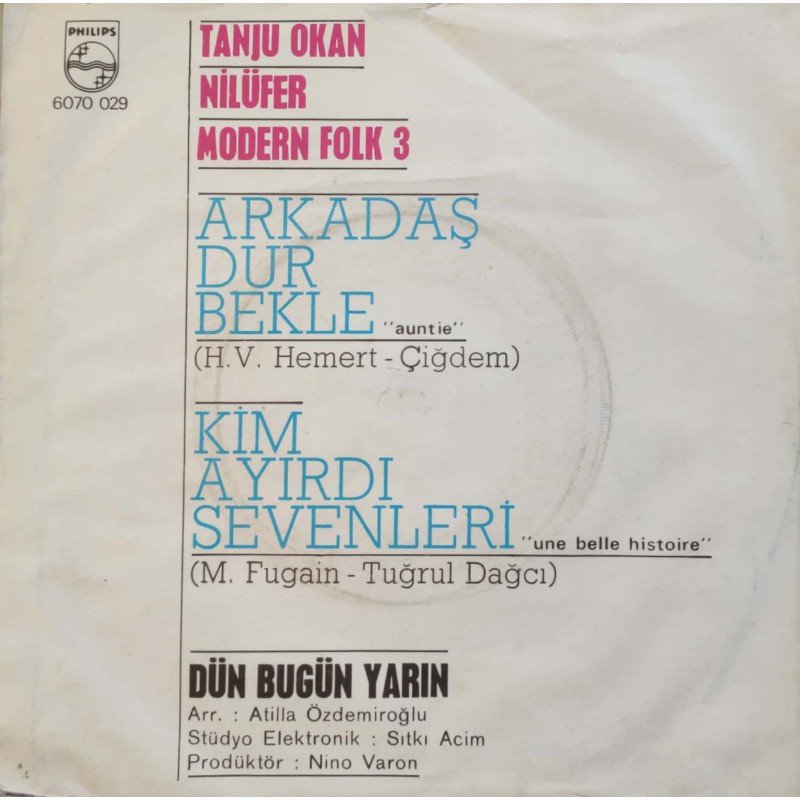 PHILIPS
6070 029
TANJU OKAN
NİLÜFER
MODERN FOLK 3
ARKADAŞ
DUR
BEKLE "auntie"
(H.V. Hemert - Çiğdem)
KİM
AYIRDI
SEVENLERİ "une belle histoire"
(M. Fugain - Tuğrul Dağcı)
DÜN BUGÜN YARIN
Arr. : Atilla Özdemiroğlu
Stüdyo Elektronik : Sıtkı Acim
Prodüktör : Nino Varon